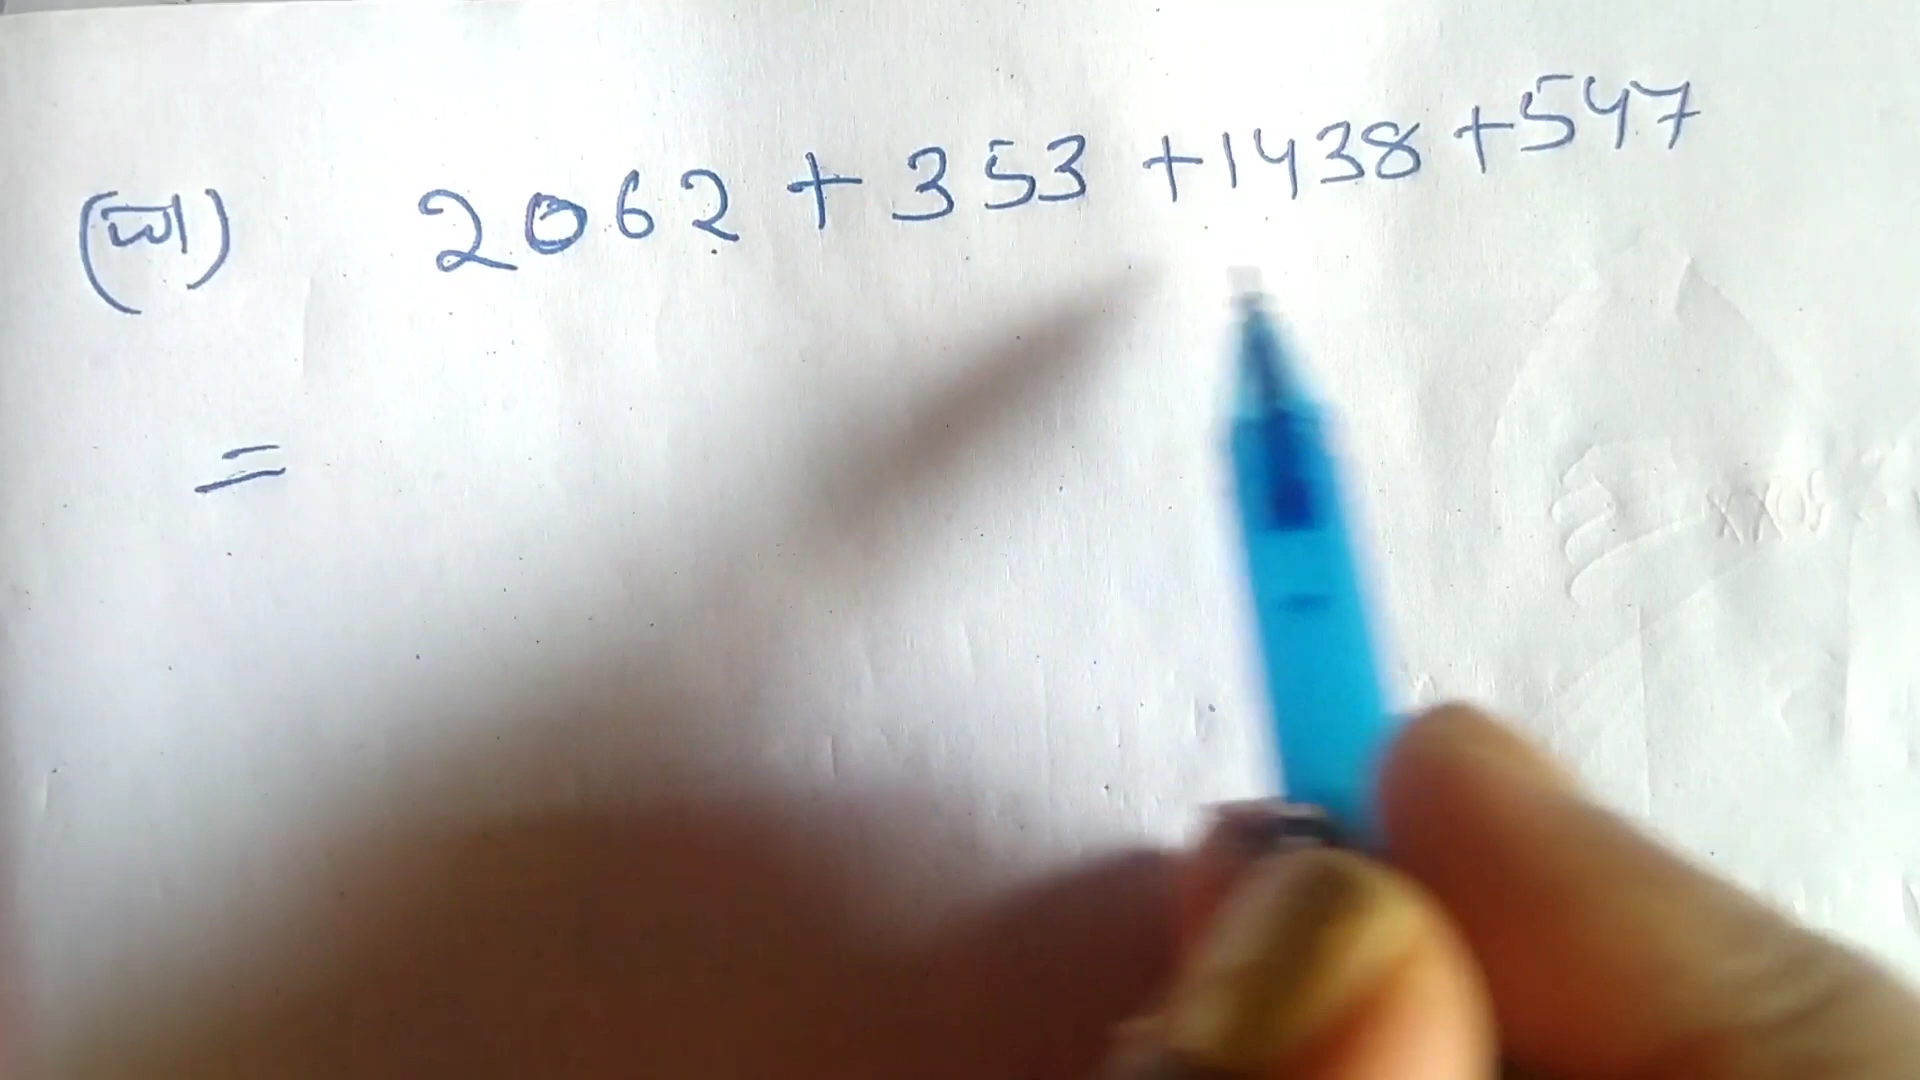 (घ) 2062 + 353 + 1438 + 547
=